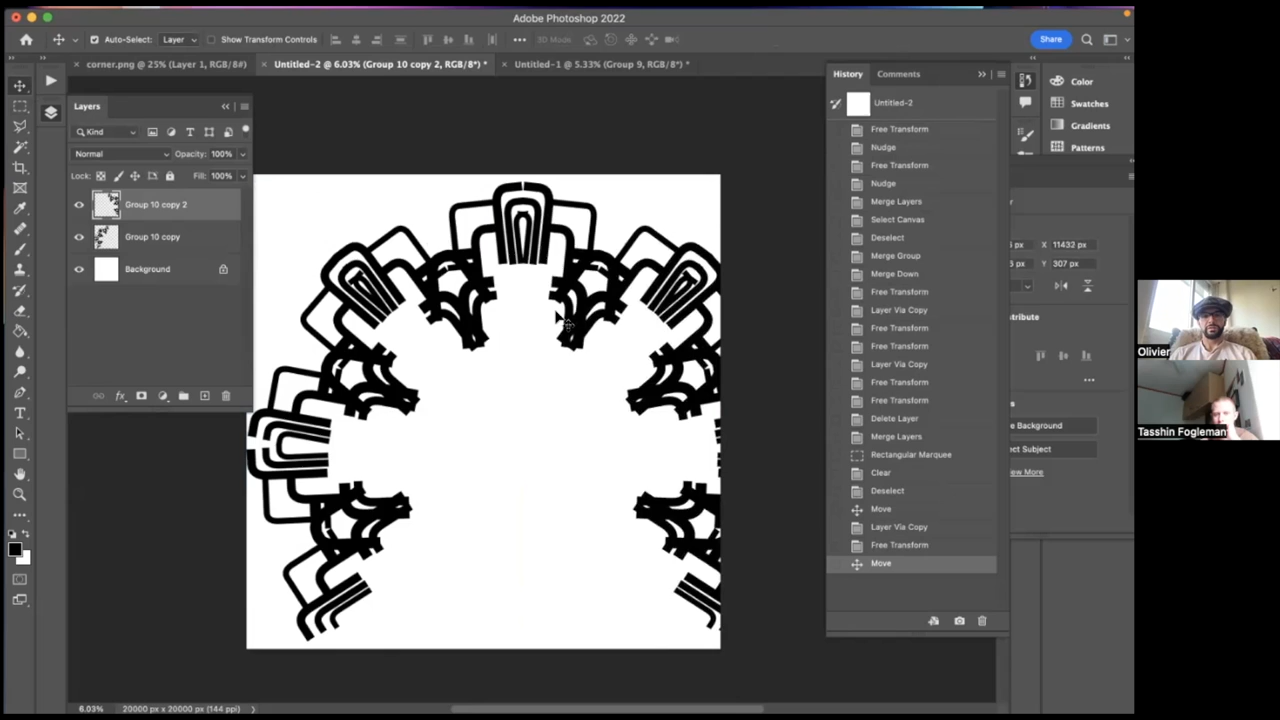 Adobe Photoshop 2022
Auto-Select: Layer Show Transform Controls 3D Mode Share
corner.png @ 25% (Layer 1, RGB/8#) Untitled-2 @ 6.03% (Group 10 copy 2, RGB/8*) * Untitled-1 @ 5.33% (Group 9, RGB/8*) *
Layers
Kind
Normal Opacity: 100%
Lock: Fill: 100%
Group 10 copy 2
Group 10 copy
Background
fx
History Comments
Untitled-2
Free Transform
Nudge
Free Transform
Nudge
Merge Layers
Select Canvas
Deselect
Merge Group
Merge Down
Free Transform
Layer Via Copy
Free Transform
Free Transform
Layer Via Copy
Free Transform
Free Transform
Delete Layer
Merge Layers
Rectangular Marquee
Clear
Deselect
Move
Layer Via Copy
Free Transform
Move
Color
Swatches
Gradients
Patterns
X 11432 px
Y 307 px
tribute
e Background
ct Subject
ew More
Olivier
Tasshin Fogleman
6.03% 20000 px x 20000 px (144 ppi)